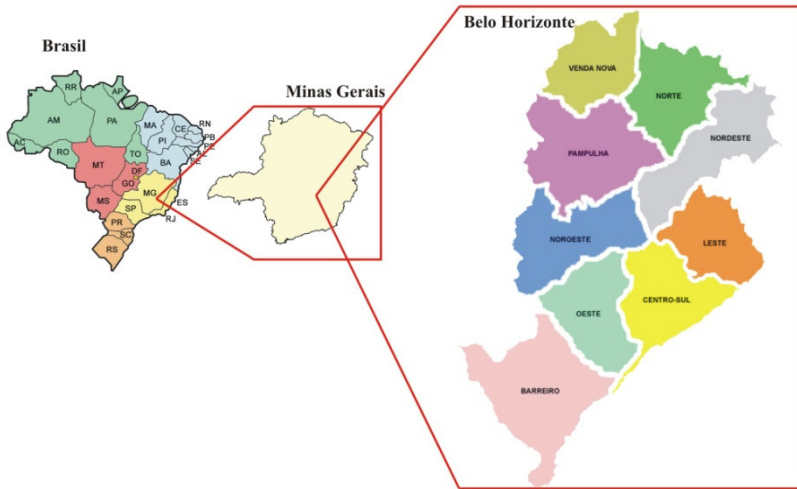 Brasil
RR
AP
AM
PA
MA
CE
RN
PB
PE
AL
SE
PI
AC
RO
TO
BA
MT
DF
GO
MG
ES
MS
SP
RJ
PR
SC
RS
Minas Gerais
Belo Horizonte
VENDA NOVA
NORTE
NORDESTE
PAMPULHA
NOROESTE
LESTE
CENTRO-SUL
OESTE
BARREIRO